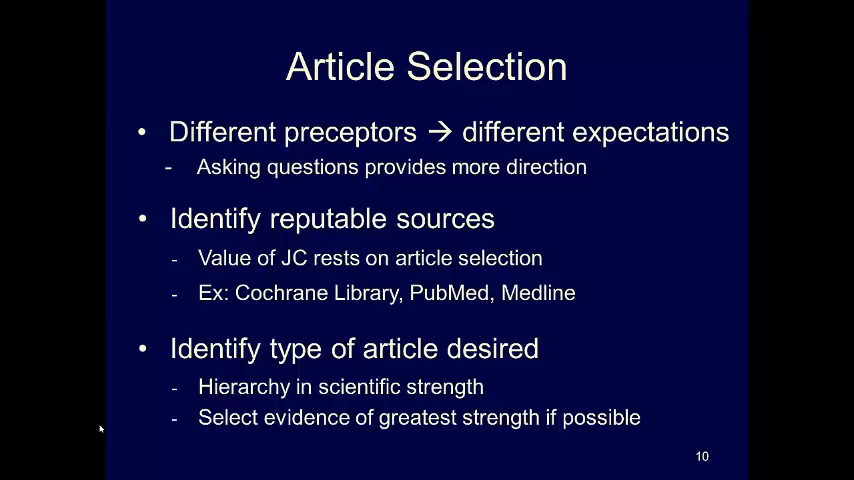 Article Selection
• Different preceptors → different expectations
- Asking questions provides more direction
• Identify reputable sources
- Value of JC rests on article selection
- Ex: Cochrane Library, PubMed, Medline
• Identify type of article desired
- Hierarchy in scientific strength
- Select evidence of greatest strength if possible
10